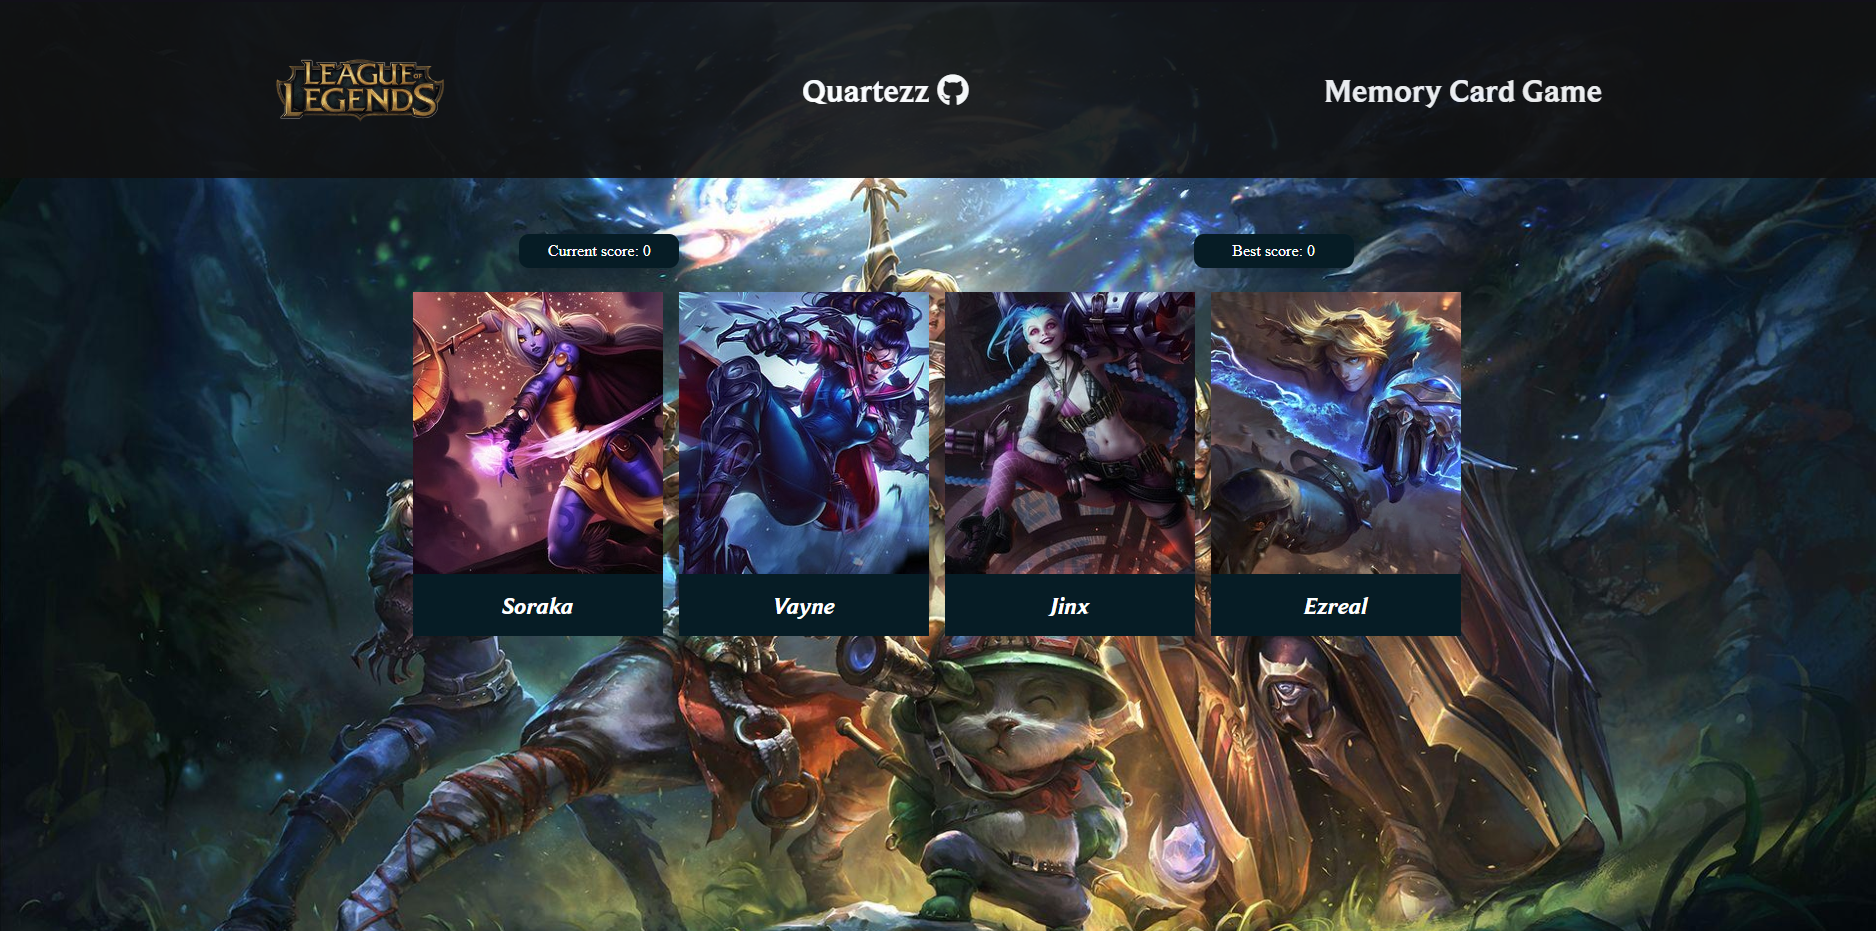 LEAGUE OF
LEGENDS
Quartezz
Memory Card Game
Current score: 0
Best score: 0
Soraka
Vayne
Jinx
Ezreal